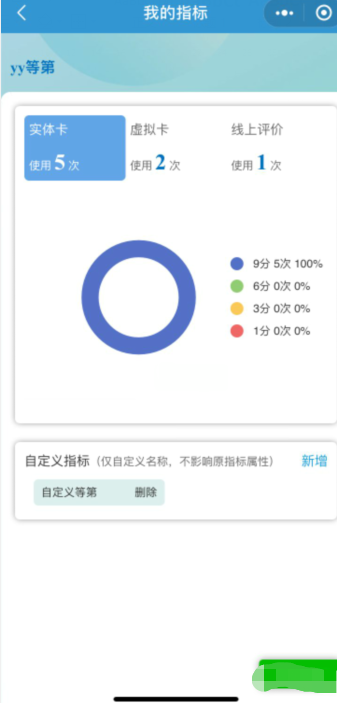 我的指标
yy等第
实体卡 虚拟卡 线上评价
使用 5 次 使用 2 次 使用 1 次
9分 5次 100%
6分 0次 0%
3分 0次 0%
1分 0次 0%
自定义指标（仅自定义名称，不影响原指标属性） 新增
自定义等第 删除